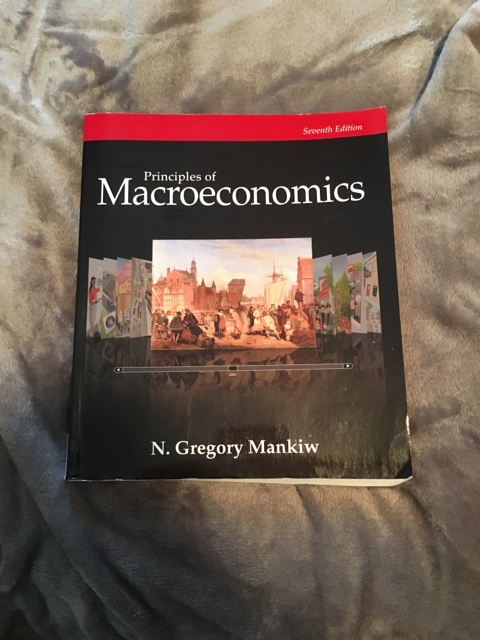 Seventh Edition
Principles of
Macroeconomics
N. Gregory Mankiw